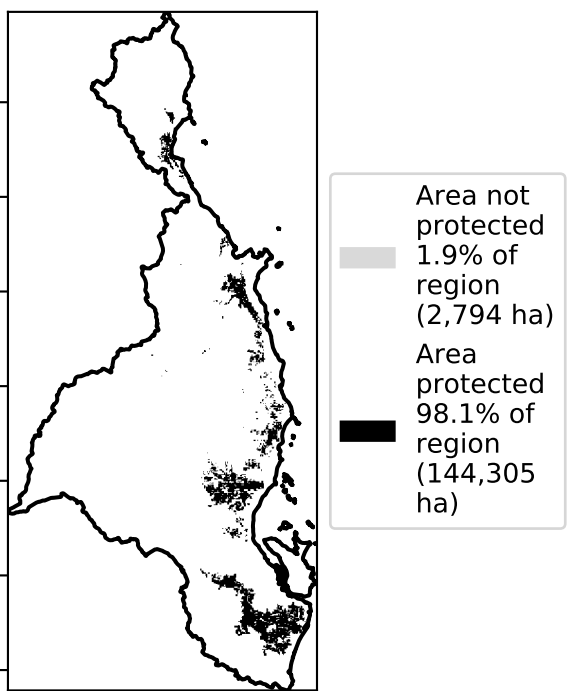 Area not
protected
1.9% of
region
(2,794 ha)
Area
protected
98.1% of
region
(144,305
ha)